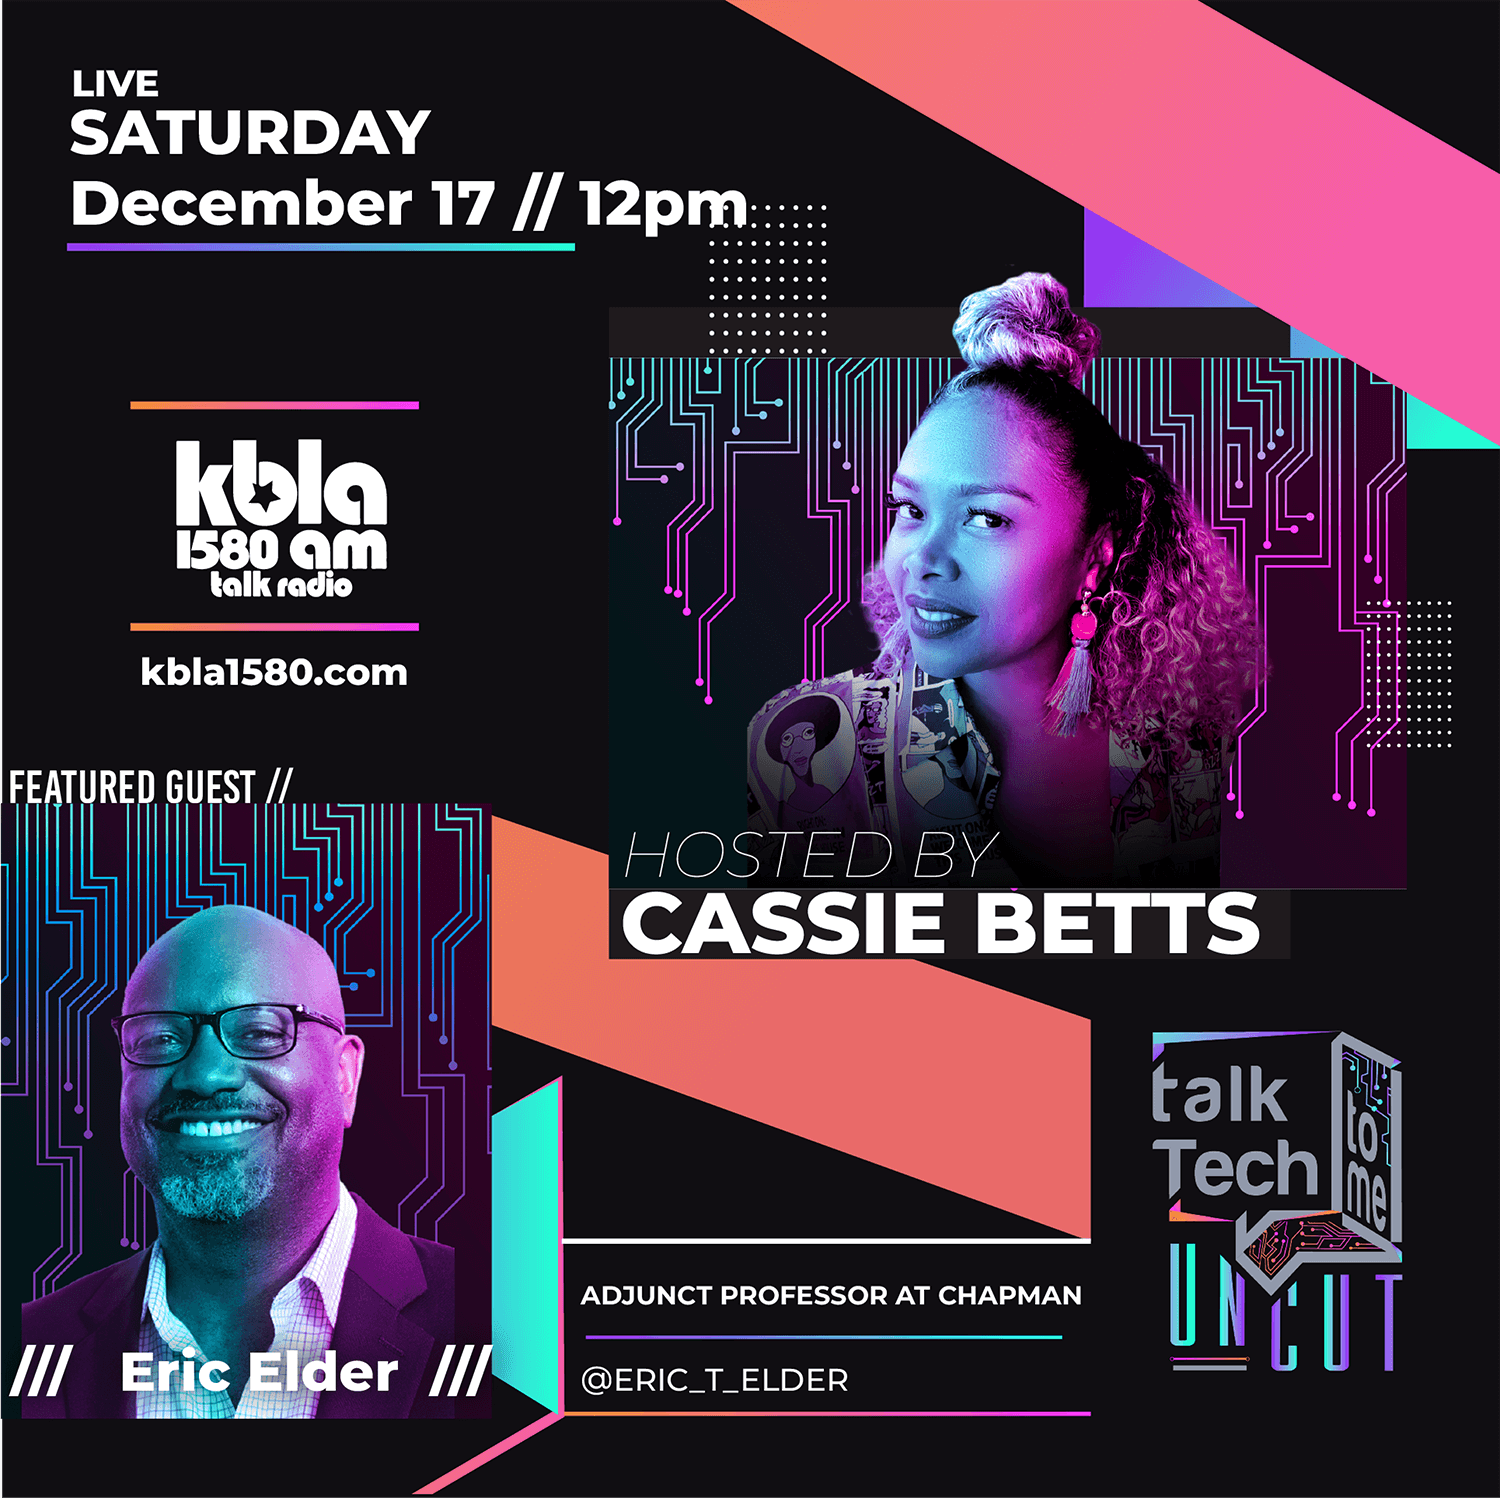 LIVE
SATURDAY
December 17 // 12pm
kbla
1580 am
talk radio
kbla1580.com
HOSTED BY
CASSIE BETTS
FEATURED GUEST //
/// Eric Elder ///
ADJUNCT PROFESSOR AT CHAPMAN
@ERIC_T_ELDER
talk
Tech
to
me
UNCUT